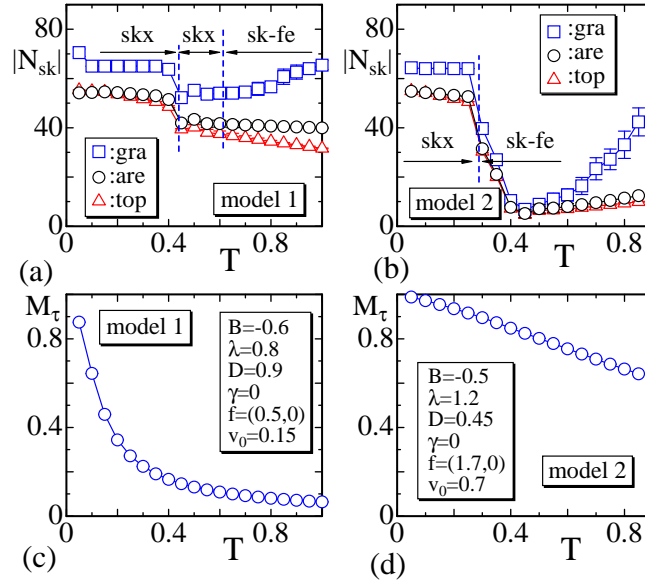 80
|N_sk|
40
0
skx skx sk-fe
:gra
:are
:top
model 1
0 0.4 0.8
(a) T
80
|N_sk|
40
0
:gra
:are
:top
skx sk-fe
model 2
0 0.4 0.8
(b) T
M_τ
0.8
0.4
0
model 1
B=-0.6
λ=0.8
D=0.9
γ=0
f=(0.5,0)
v_0=0.15
0 0.4 0.8
(c) T
M_τ
0.8
0.4
0
B=-0.5
λ=1.2
D=0.45
γ=0
f=(1.7,0)
v_0=0.7
model 2
0 0.4 0.8
(d) T